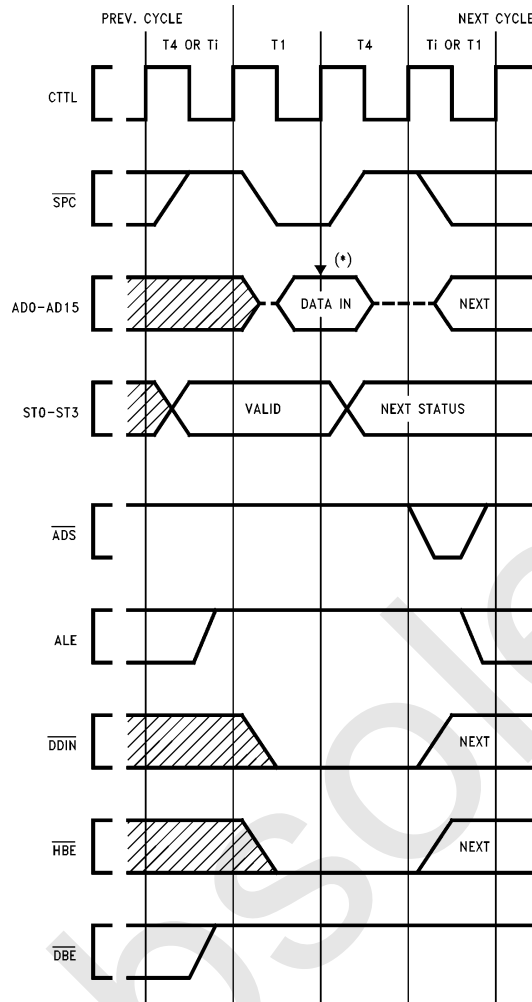 PREV. CYCLE NEXT CYCLE
T4 OR Ti T1 T4 Ti OR T1
CTTL
SPC
(*)
AD0-AD15 DATA IN NEXT
ST0-ST3 VALID NEXT STATUS
ADS
ALE
DDIN NEXT
HBE NEXT
DBE